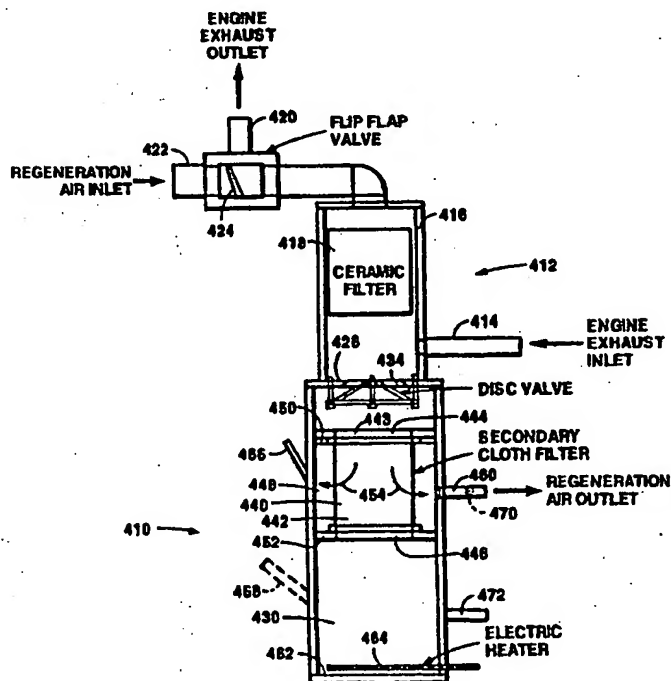 ENGINE
EXHAUST
OUTLET
420
FLIP FLAP
VALVE
422
REGENERATION
AIR INLET
424
416
418
CERAMIC
FILTER
412
414
ENGINE
EXHAUST
INLET
428
434
DISC VALVE
450
443
444
SECONDARY
CLOTH FILTER
466
448
454
460
REGENERATION
AIR OUTLET
440
470
442
410
452
446
468
430
472
ELECTRIC
HEATER
464
462